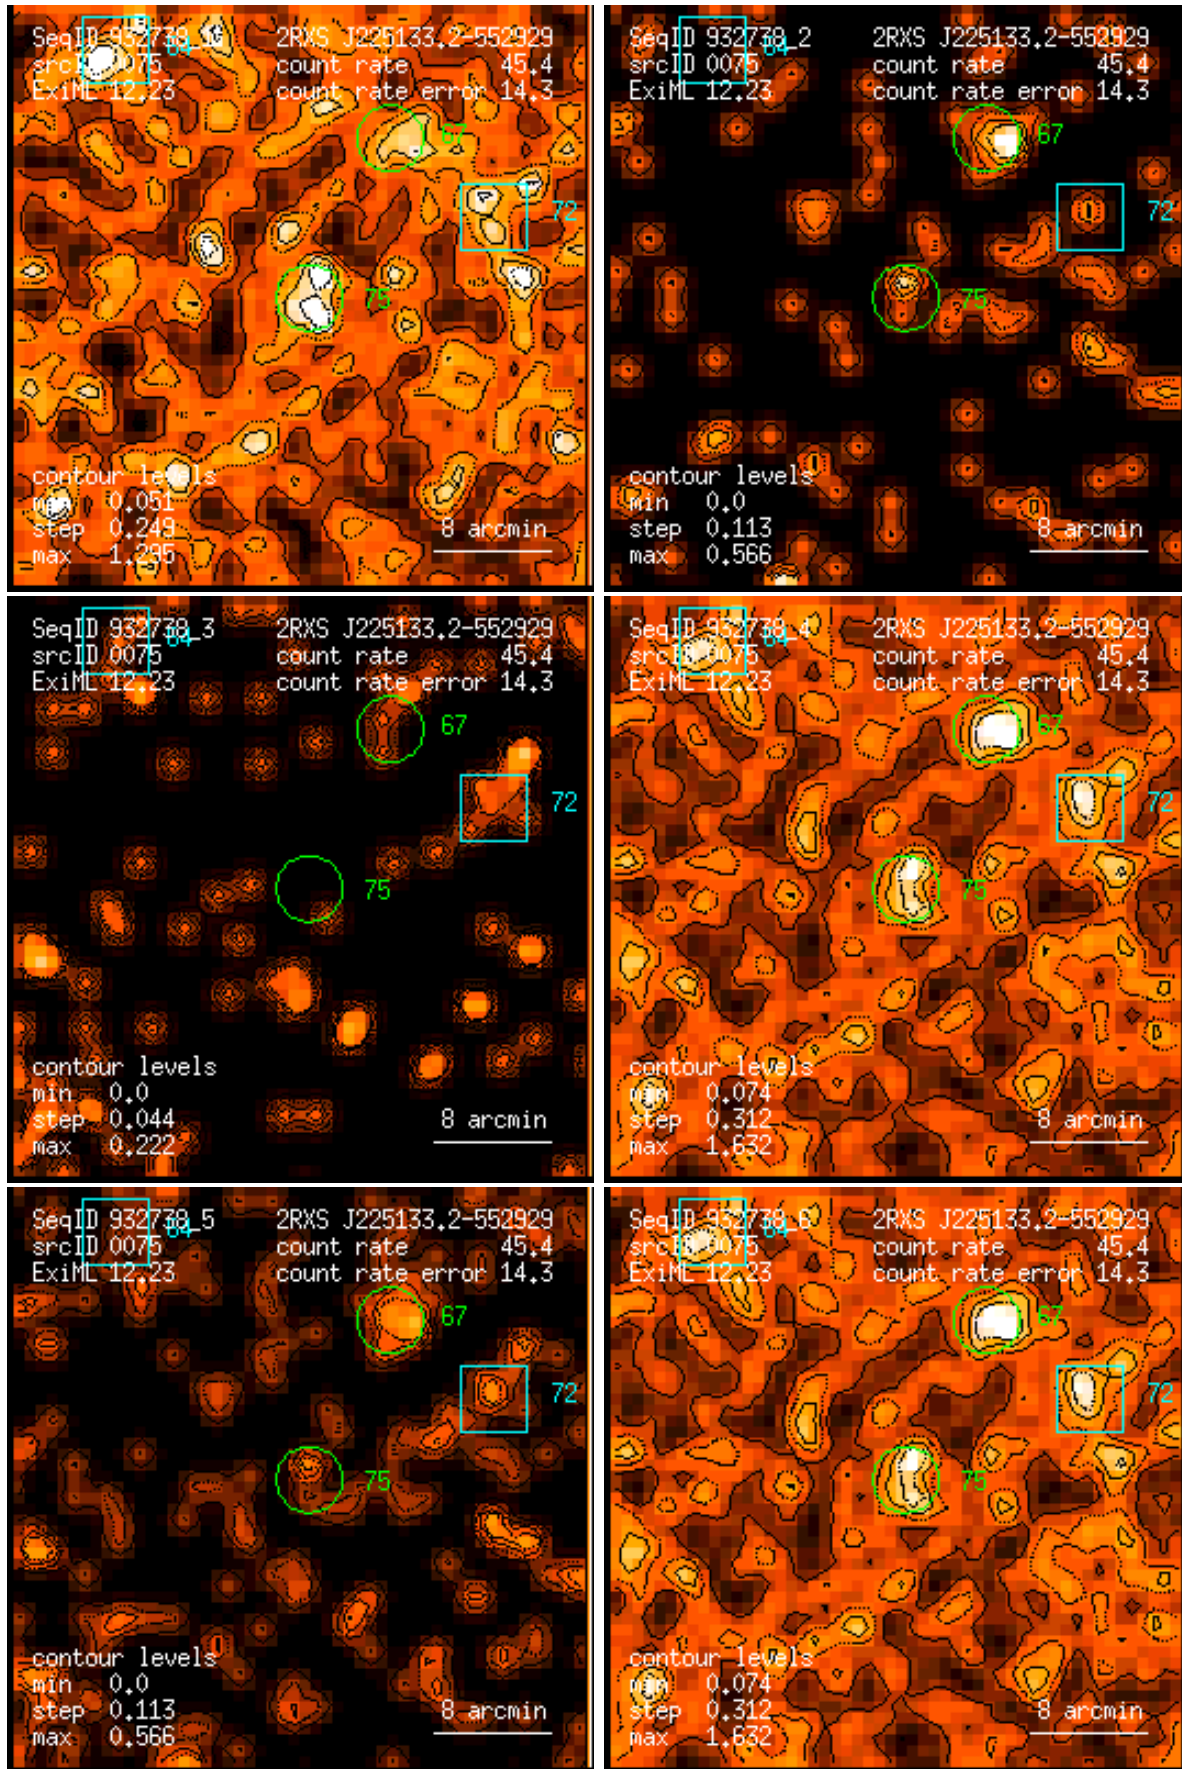 SeqID 932738_1 2RXS J225133.2-552929
srcID 0075 count rate 45.4
ExiML 12.23 count rate error 14.3
64
67
72
75
contour levels
min 0.051
step 0.249
max 1.295
8 arcmin
SeqID 932738_2 2RXS J225133.2-552929
srcID 0075 count rate 45.4
ExiML 12.23 count rate error 14.3
64
67
72
75
contour levels
min 0.0
step 0.113
max 0.566
8 arcmin
SeqID 932738_3 2RXS J225133.2-552929
srcID 0075 count rate 45.4
ExiML 12.23 count rate error 14.3
64
67
72
75
contour levels
min 0.0
step 0.044
max 0.222
8 arcmin
SeqID 932738_4 2RXS J225133.2-552929
srcID 0075 count rate 45.4
ExiML 12.23 count rate error 14.3
64
67
72
75
contour levels
min 0.074
step 0.312
max 1.632
8 arcmin
SeqID 932738_5 2RXS J225133.2-552929
srcID 0075 count rate 45.4
ExiML 12.23 count rate error 14.3
64
67
72
75
contour levels
min 0.0
step 0.113
max 0.566
8 arcmin
SeqID 932738_6 2RXS J225133.2-552929
srcID 0075 count rate 45.4
ExiML 12.23 count rate error 14.3
64
67
72
75
contour levels
min 0.074
step 0.312
max 1.632
8 arcmin